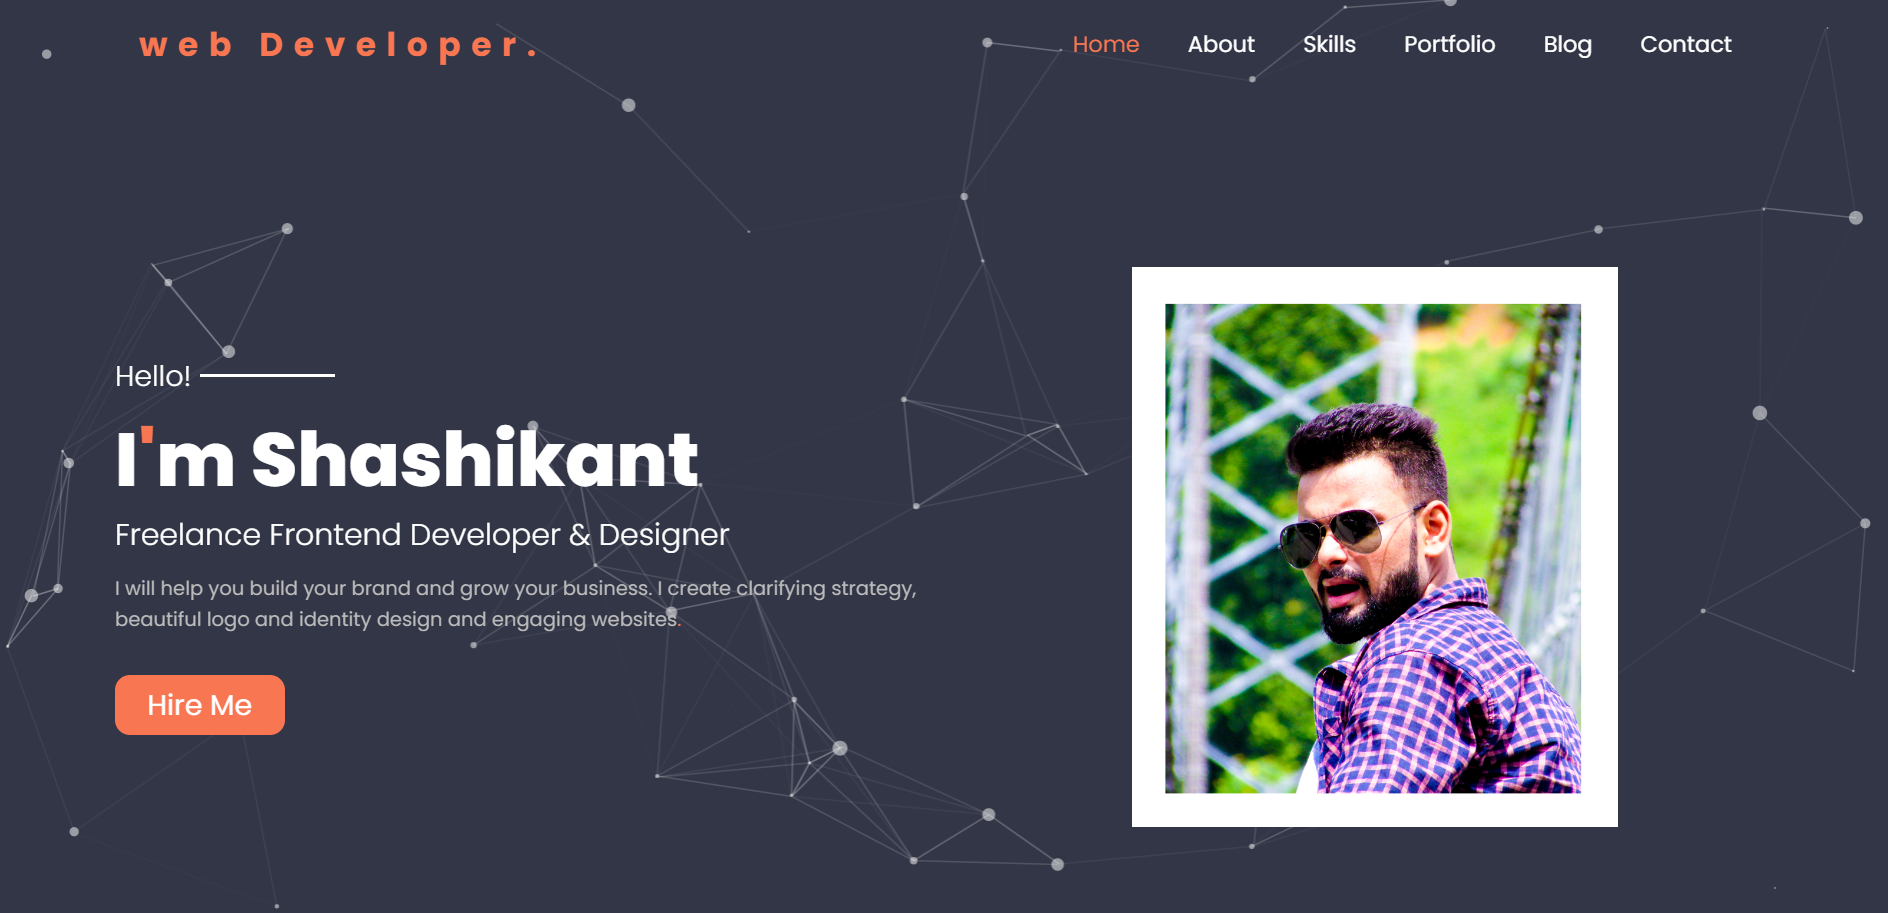 web Developer.
Home About Skills Portfolio Blog Contact
Hello!
I'm Shashikant
Freelance Frontend Developer & Designer
I will help you build your brand and grow your business. I create clarifying strategy,
beautiful logo and identity design and engaging websites.
Hire Me